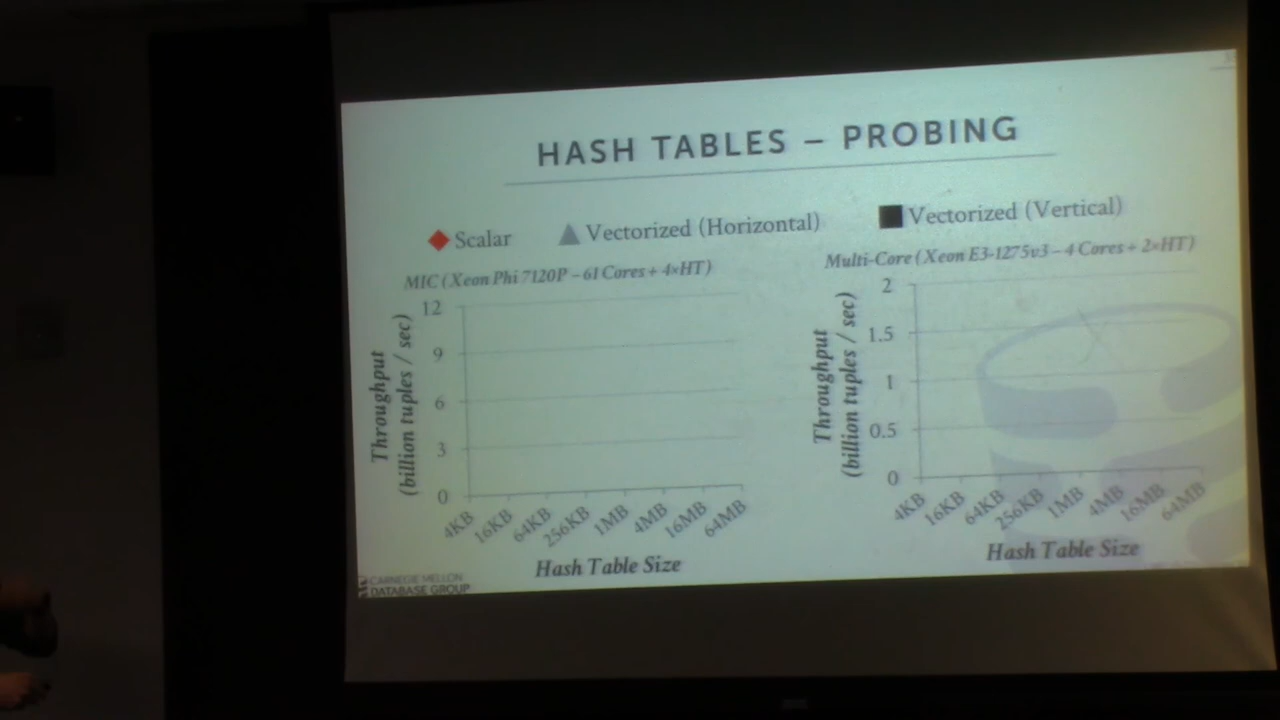 HASH TABLES – PROBING
Scalar
Vectorized (Horizontal)
Vectorized (Vertical)
MIC (Xeon Phi 7120P – 61 Cores + 4×HT)
Throughput
(billion tuples / sec)
12
9
6
3
0
4KB
16KB
64KB
256KB
1MB
4MB
16MB
64MB
Hash Table Size
Multi-Core (Xeon E3-1275v3 – 4 Cores + 2×HT)
Throughput
(billion tuples / sec)
2
1.5
1
0.5
0
4KB
16KB
64KB
256KB
1MB
4MB
16MB
64MB
Hash Table Size
CARNEGIE MELLON
DATABASE GROUP